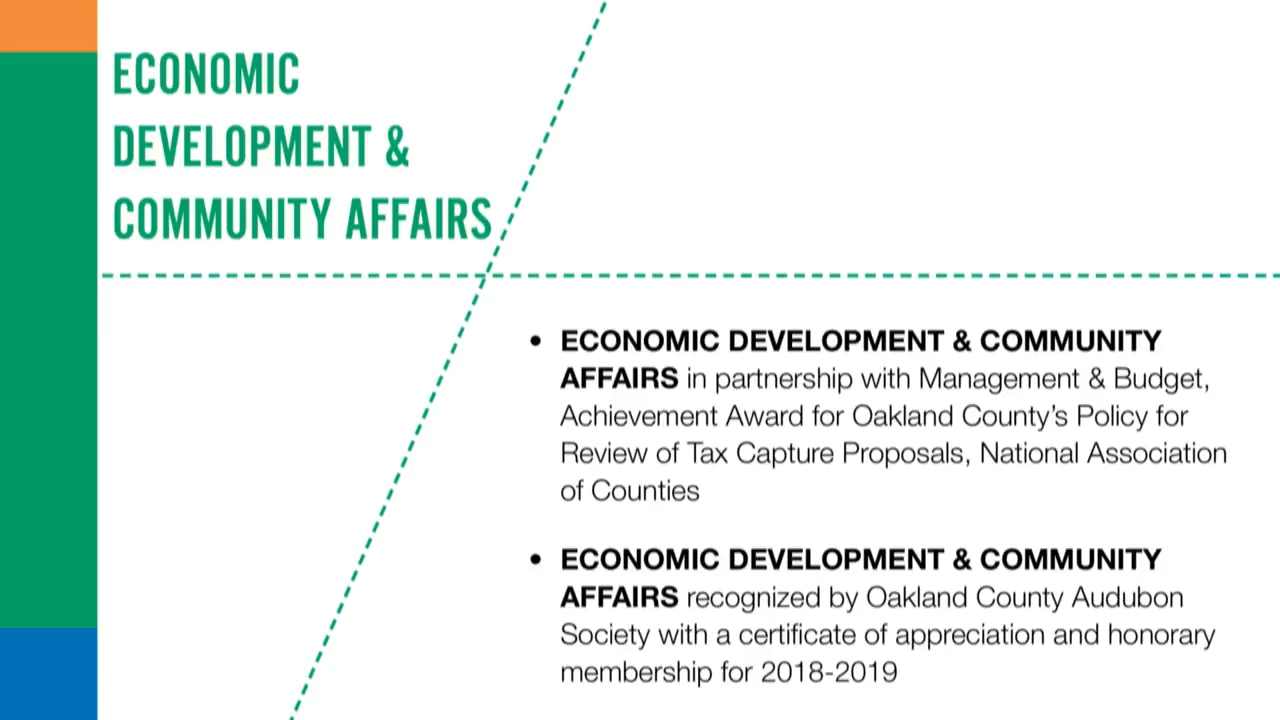 ECONOMIC
DEVELOPMENT &
COMMUNITY AFFAIRS
• ECONOMIC DEVELOPMENT & COMMUNITY
AFFAIRS in partnership with Management & Budget,
Achievement Award for Oakland County’s Policy for
Review of Tax Capture Proposals, National Association
of Counties
• ECONOMIC DEVELOPMENT & COMMUNITY
AFFAIRS recognized by Oakland County Audubon
Society with a certificate of appreciation and honorary
membership for 2018-2019